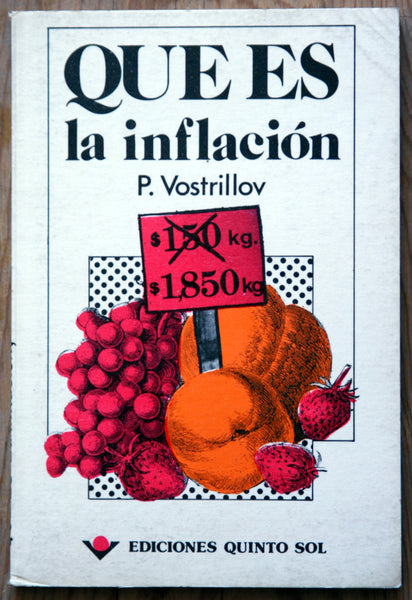 QUE ES
la inflación
P. Vostrillov
$150 kg.
$1,850 kg
EDICIONES QUINTO SOL